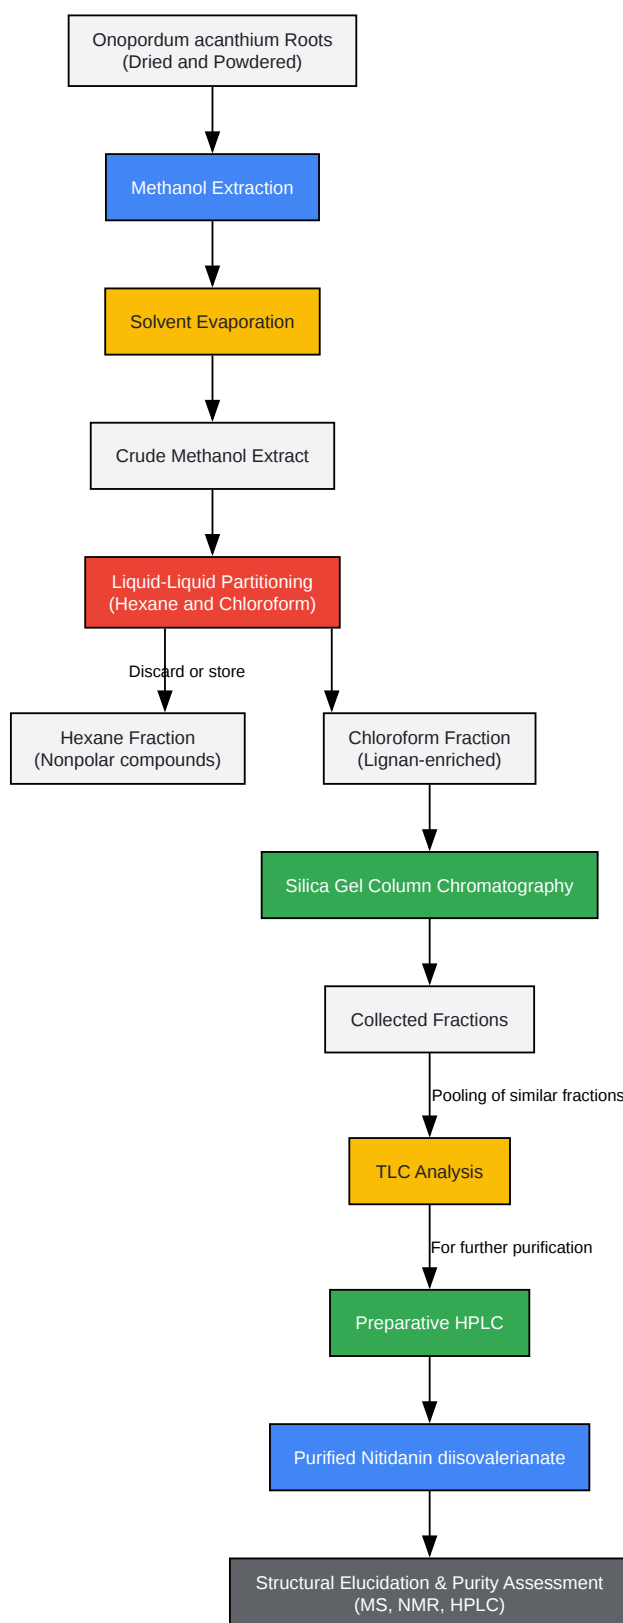 Onopordum acanthium Roots
(Dried and Powdered)
Methanol Extraction
Solvent Evaporation
Crude Methanol Extract
Liquid-Liquid Partitioning
(Hexane and Chloroform)
Discard or store
Hexane Fraction
(Nonpolar compounds)
Chloroform Fraction
(Lignan-enriched)
Silica Gel Column Chromatography
Collected Fractions
Pooling of similar fractions
TLC Analysis
For further purification
Preparative HPLC
Purified Nitidanin diisovalerianate
Structural Elucidation & Purity Assessment
(MS, NMR, HPLC)